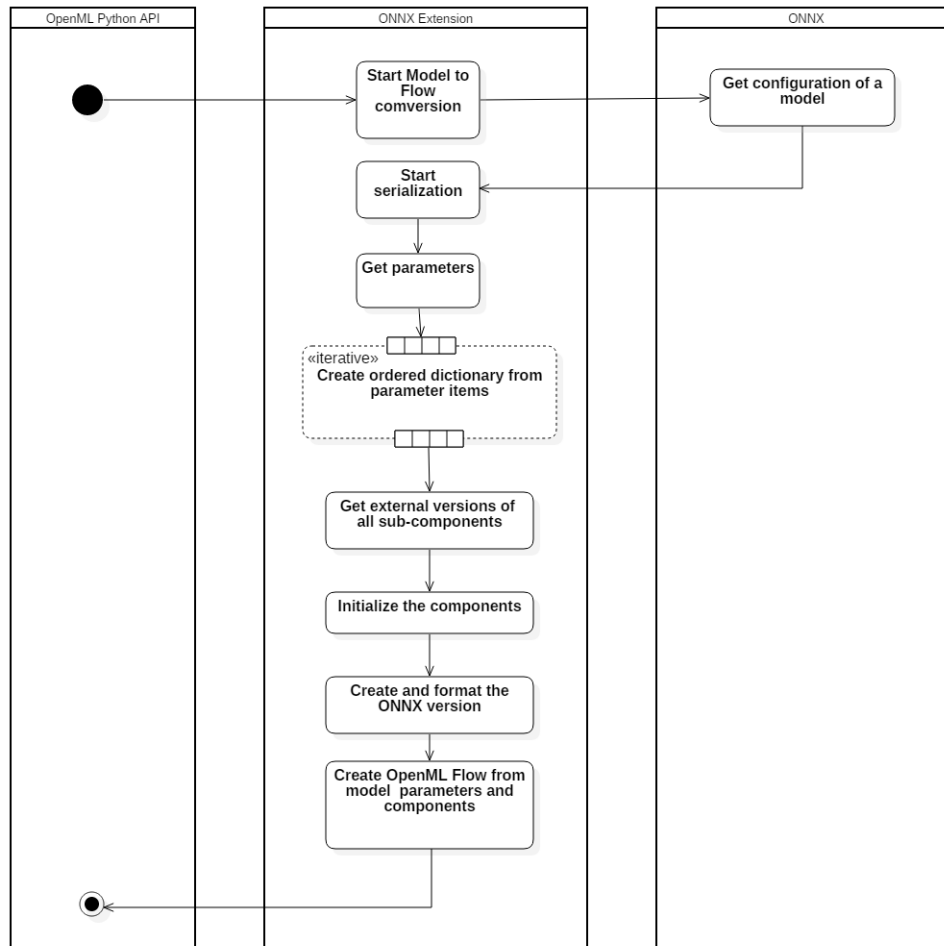 OpenML Python API
ONNX Extension
ONNX
Start Model to
Flow
comversion
Get configuration of a
model
Start
serialization
Get parameters
«iterative»
Create ordered dictionary from
parameter items
Get external versions of
all sub-components
Initialize the components
Create and format the
ONNX version
Create OpenML Flow from
model parameters and
components